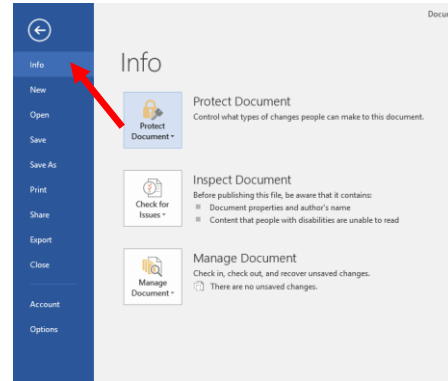 Docu
Info
New
Open
Save
Save As
Print
Share
Export
Close
Account
Options
Info
Protect
Document
Protect Document
Control what types of changes people can make to this document.
Check for
Issues
Inspect Document
Before publishing this file, be aware that it contains:
Document properties and author's name
Content that people with disabilities are unable to read
Manage
Document
Manage Document
Check in, check out, and recover unsaved changes.
There are no unsaved changes.